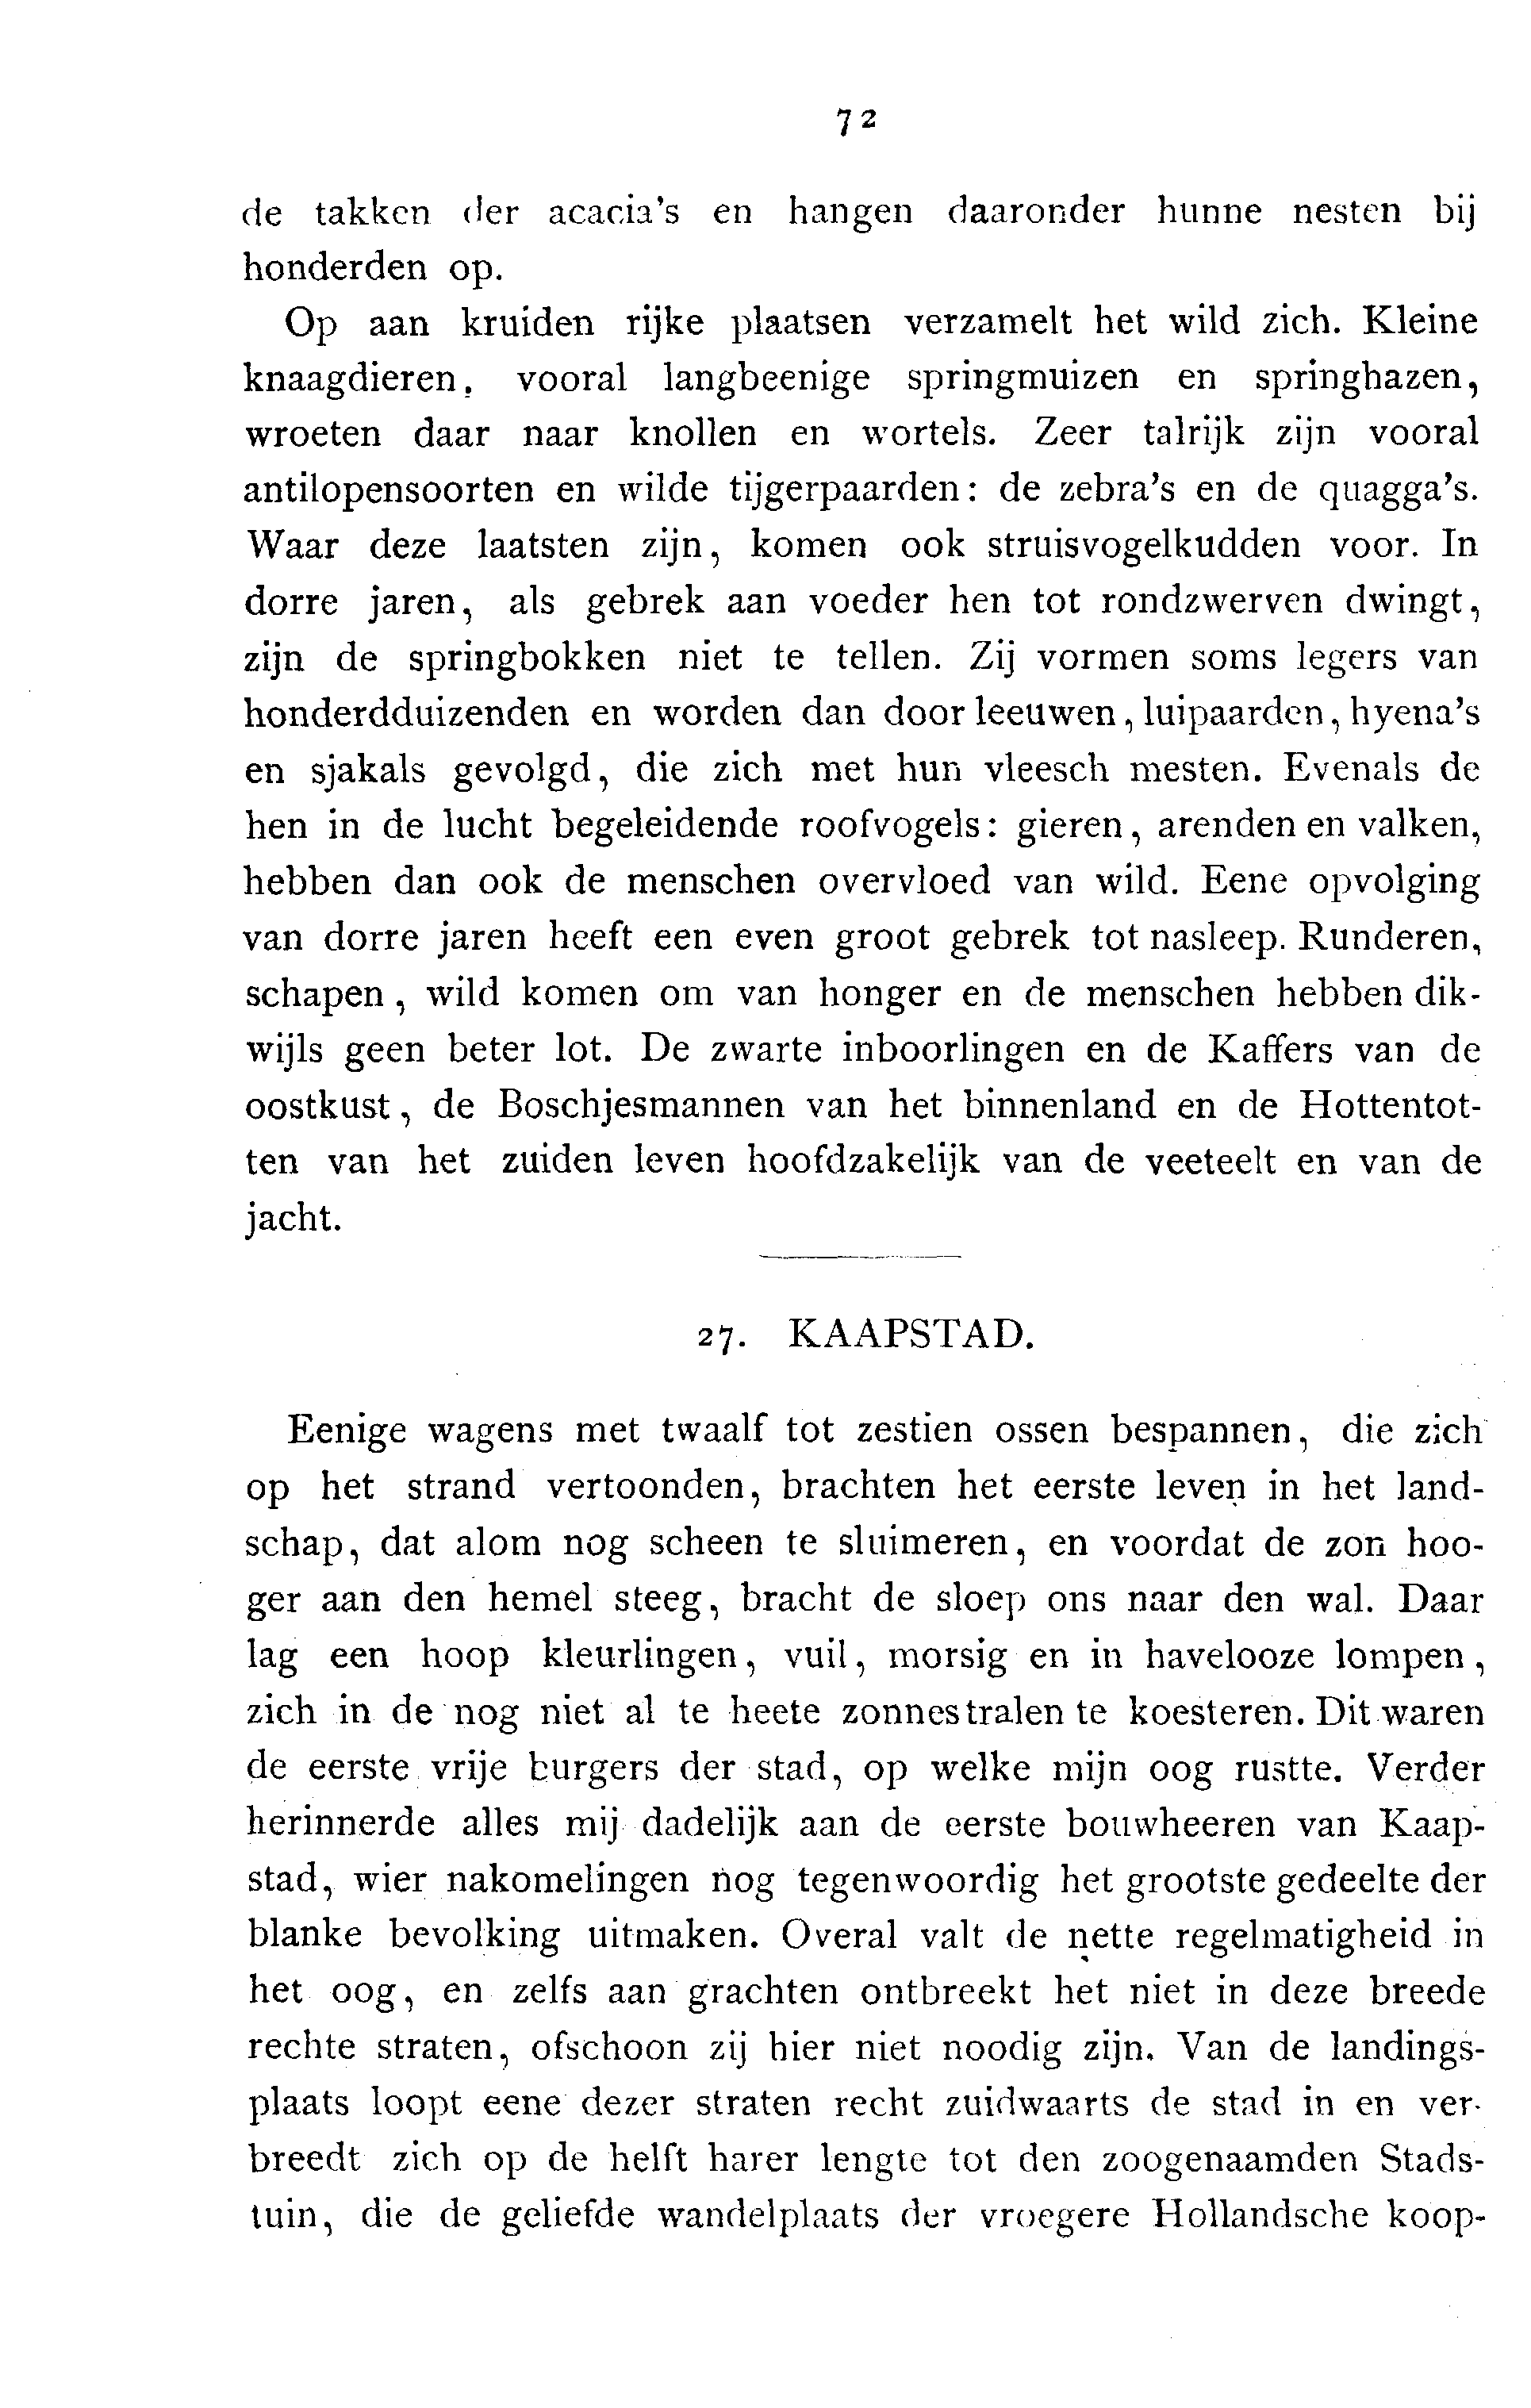 72
de takken der acacia's en hangen daaronder hunne nesten bij
honderden op.
Op aan kruiden rijke plaatsen verzamelt het wild zich. Kleine
knaagdieren, vooral langbeenige springmuizen en springhazen,
wroeten daar naar knollen en wortels. Zeer talrijk zijn vooral
antilopensoorten en wilde tijgerpaarden: de zebra's en de quagga's.
Waar deze laatsten zijn, komen ook struisvogelkudden voor. In
dorre jaren, als gebrek aan voeder hen tot rondzwerven dwingt,
zijn de springbokken niet te tellen. Zij vormen soms legers van
honderdduizenden en worden dan door leeuwen, luipaarden, hyena's
en sjakals gevolgd, die zich met hun vleesch mesten. Evenals de
hen in de lucht begeleidende roofvogels: gieren, arenden en valken,
hebben dan ook de menschen overvloed van wild. Eene opvolging
van dorre jaren heeft een even groot gebrek tot nasleep. Runderen,
schapen, wild komen om van honger en de menschen hebben dik-
wijls geen beter lot. De zwarte inboorlingen en de Kaffers van de
oostkust, de Boschjesmannen van het binnenland en de Hottentot-
ten van het zuiden leven hoofdzakelijk van de veeteelt en van de
jacht.
27. KAAPSTAD.
Eenige wagens met twaalf tot zestien ossen bespannen, die zich
op het strand vertoonden, brachten het eerste leven in het land-
schap, dat alom nog scheen te sluimeren, en voordat de zon hoo-
ger aan den hemel steeg, bracht de sloep ons naar den wal. Daar
lag een hoop kleurlingen, vuil, morsig en in havelooze lompen,
zich in de nog niet al te heete zonnestralen te koesteren. Dit waren
de eerste vrije burgers der stad, op welke mijn oog rustte. Verder
herinnerde alles mij dadelijk aan de eerste bouwheeren van Kaap-
stad, wier nakomelingen nog tegenwoordig het grootste gedeelte der
blanke bevolking uitmaken. Overal valt de nette regelmatigheid in
het oog, en zelfs aan grachten ontbreekt het niet in deze breede
rechte straten, ofschoon zij hier niet noodig zijn. Van de landings-
plaats loopt eene dezer straten recht zuidwaarts de stad in en ver-
breedt zich op de helft harer lengte tot den zoogenaamden Stads-
tuin, die de geliefde wandelplaats der vroegere Hollandsche koop-